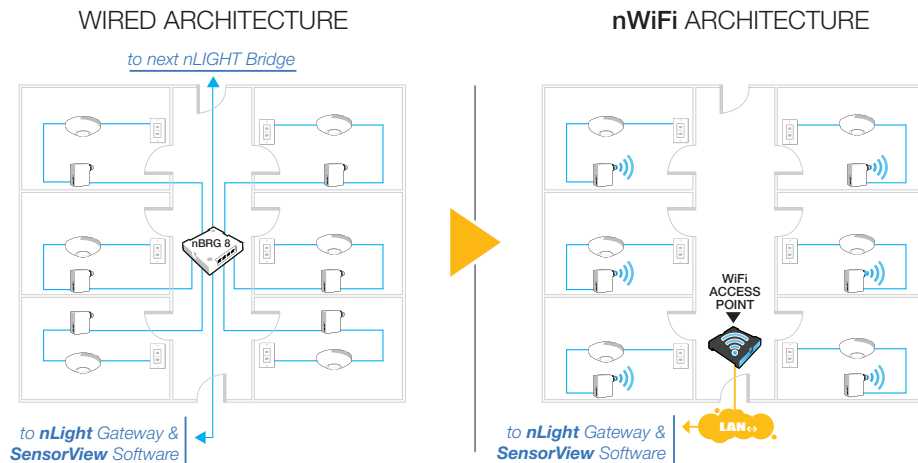 WIRED ARCHITECTURE
to next nLIGHT Bridge
nBRG 8
to nLight Gateway &
SensorView Software
nWiFi ARCHITECTURE
WiFi
ACCESS
POINT
LAN
to nLight Gateway &
SensorView Software